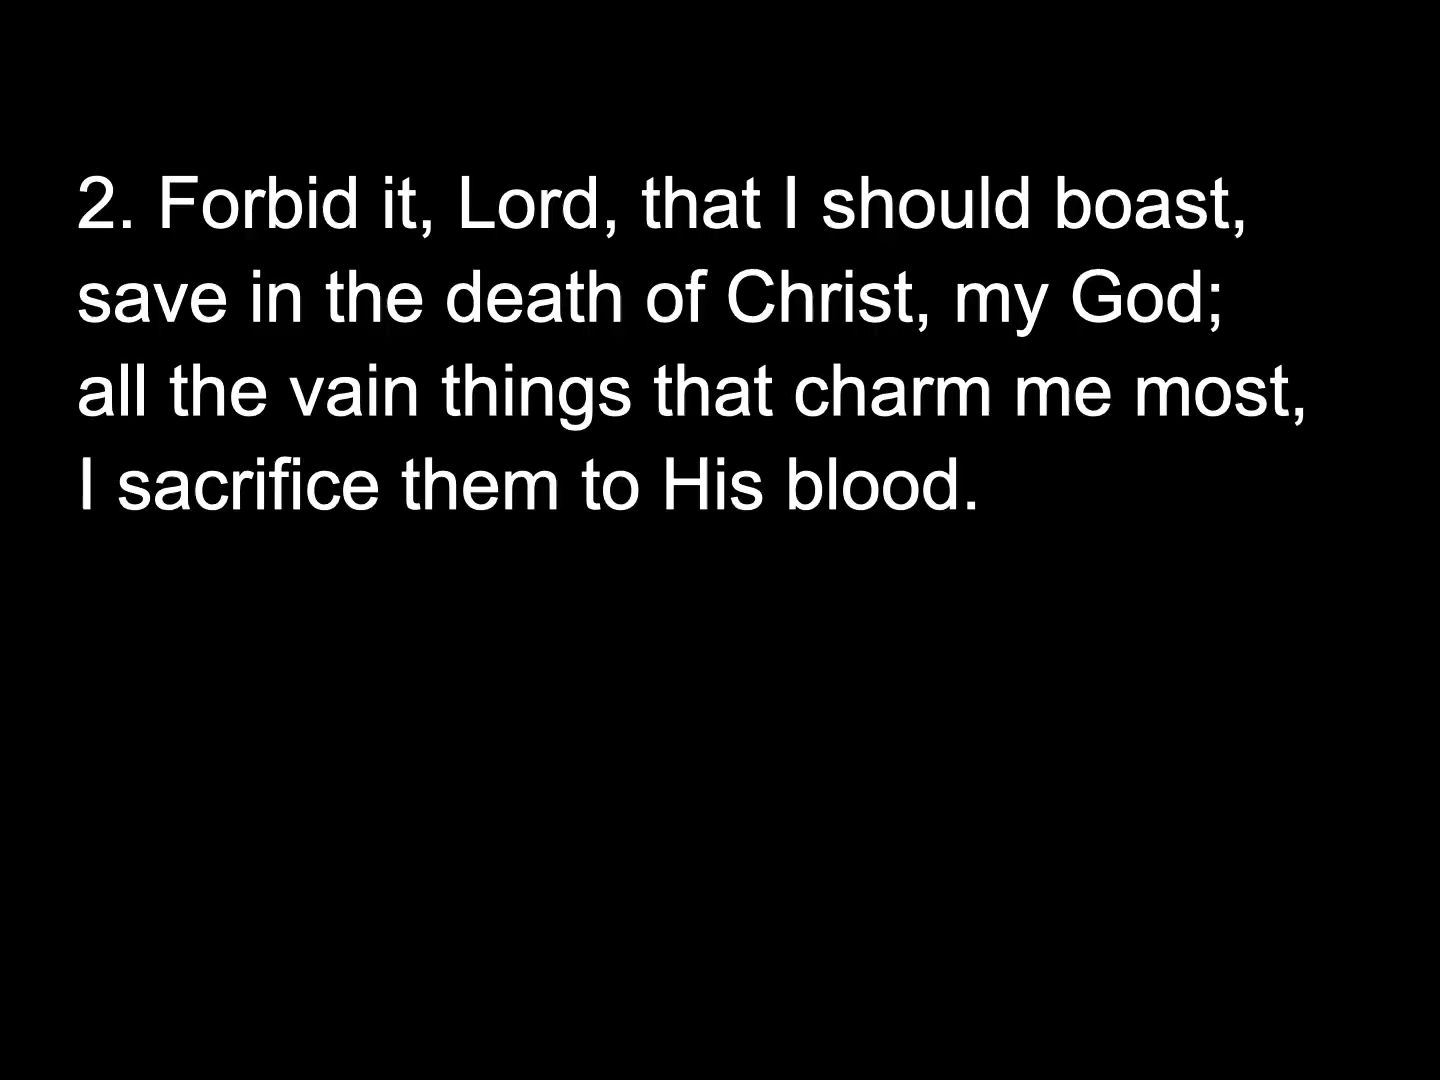 2. Forbid it, Lord, that I should boast,
save in the death of Christ, my God;
all the vain things that charm me most,
I sacrifice them to His blood.